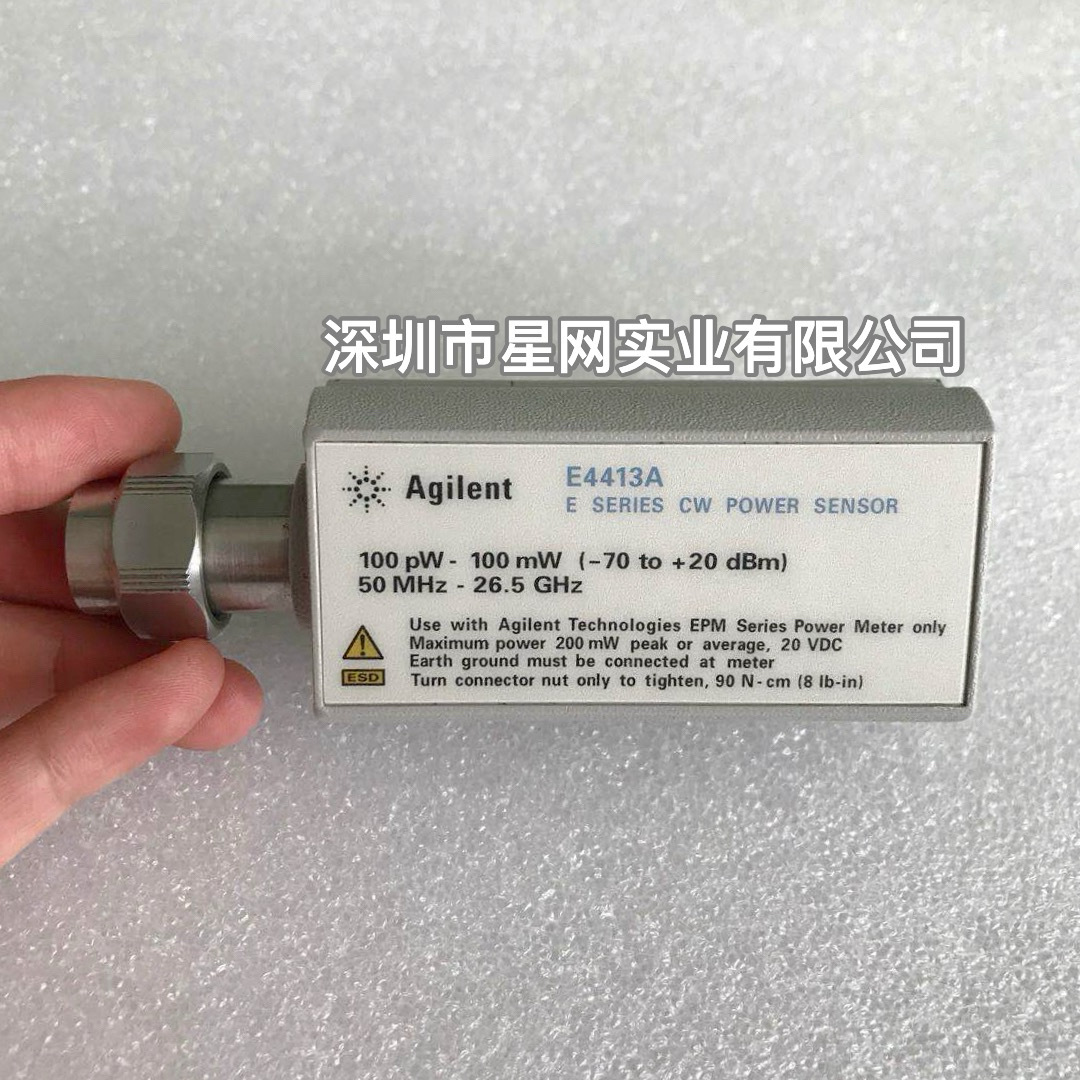 深圳市星网实业有限公司
Agilent
E4413A
E SERIES CW POWER SENSOR
100 pW - 100 mW (-70 to +20 dBm)
50 MHz - 26.5 GHz
Use with Agilent Technologies EPM Series Power Meter only
Maximum power 200 mW peak or average, 20 VDC
Earth ground must be connected at meter
ESD
Turn connector nut only to tighten, 90 N-cm (8 lb-in)